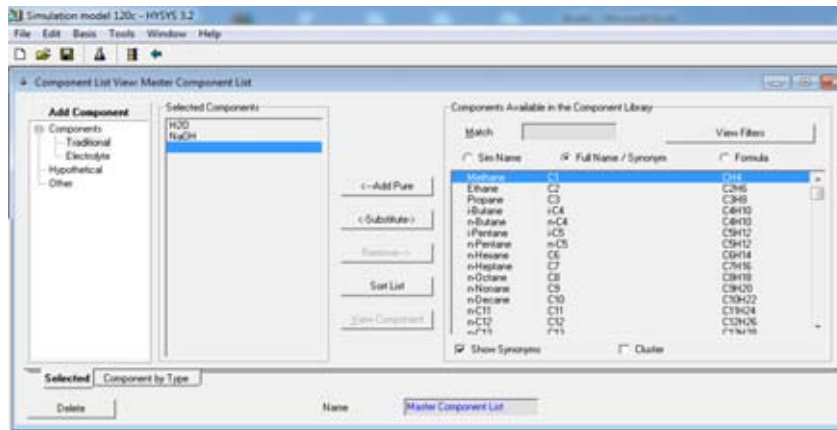 Simulation model 120c - HYSYS 3.2
File Edit Basis Tools Window Help
Component List View: Master Component List
Add Component
Components
Traditional
Electrolyte
Hypothetical
Other
Selected Components
H2O
NaOH
<--Add Pure
<-Substitute->
Remove-->
Sort List
View Component
Components Available in the Component Library
Match
View Filters
Sim Name Full Name / Synonym Formula
Methane C1 CH4
Ethane C2 C2H6
Propane C3 C3H8
i-Butane i-C4 C4H10
n-Butane n-C4 C4H10
i-Pentane i-C5 C5H12
n-Pentane n-C5 C5H12
n-Hexane C6 C6H14
n-Heptane C7 C7H16
n-Octane C8 C8H18
n-Nonane C9 C9H20
n-Decane C10 C10H22
n-C11 C11 C11H24
n-C12 C12 C12H26
n-C13 C13 C13H28
Show Synonyms Cluster
Selected Component by Type
Delete Name Master Component List